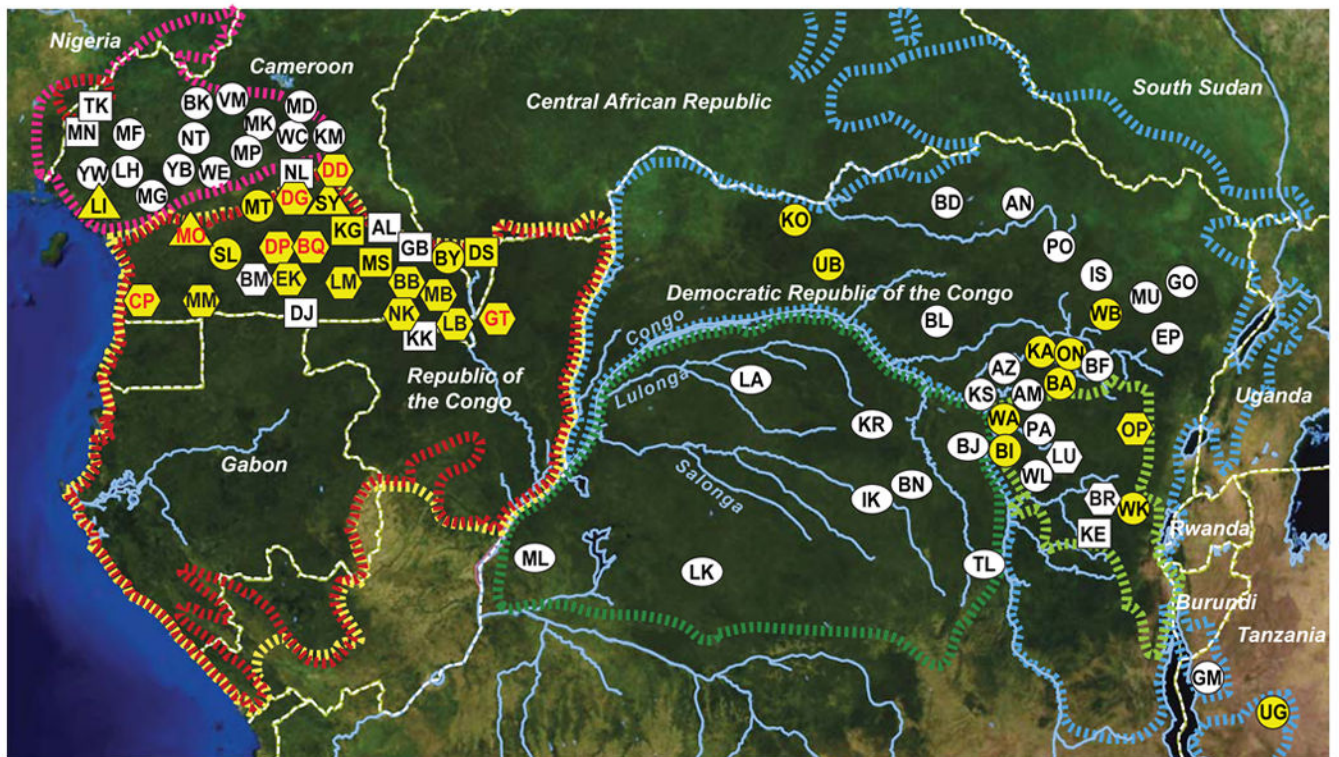 Nigeria
Cameroon
Central African Republic
South Sudan
TK
BK
VM
MD
MN
MF
NT
MK
WC
KM
MP
YW
LH
YB
WE
NL
DD
LI
MG
MT
DG
SY
MO
KG
AL
SL
DP
BQ
GB
BY
DS
BM
EK
LM
MS
BB
MB
CP
MM
DJ
NK
LB
GT
KK
KO
BD
AN
UB
PO
IS
GO
MU
Democratic Republic of the Congo
BL
WB
EP
Congo
KA
ON
BF
AZ
BA
Republic of
the Congo
Lulonga
LA
KS
AM
Uganda
KR
WA
PA
OP
BJ
BI
LU
Gabon
Salonga
IK
BN
WL
BR
WK
KE
Rwanda
ML
LK
TL
Burundi
Tanzania
GM
UG